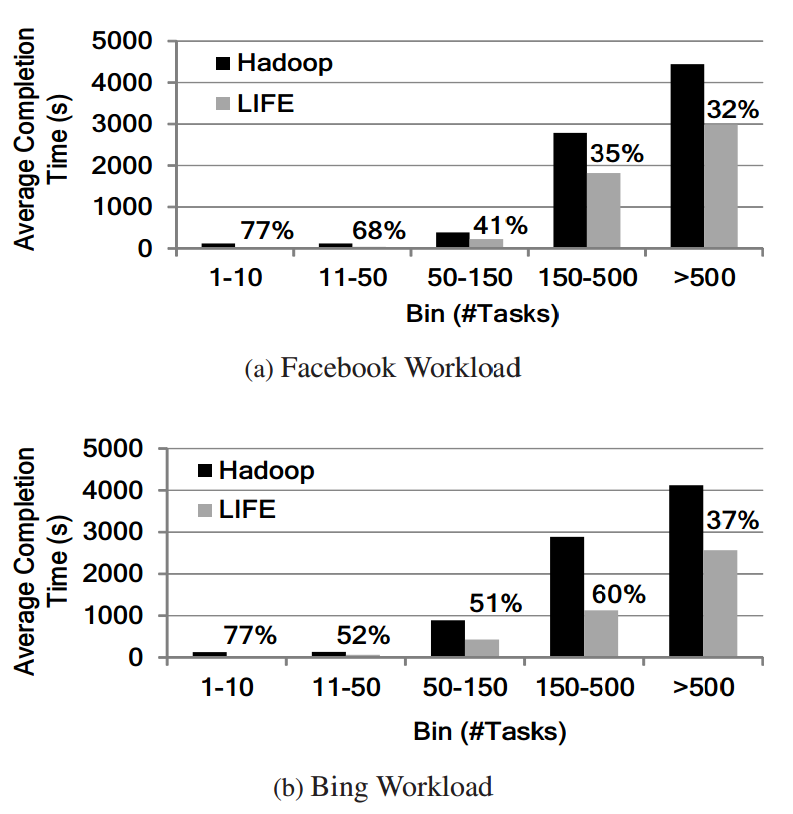 5000
4000
3000
2000
1000
0
Average Completion
Time (s)
Hadoop
LIFE
77%
68%
41%
35%
32%
1-10
11-50
50-150
150-500
>500
Bin (#Tasks)
(a) Facebook Workload
5000
4000
3000
2000
1000
0
Average Completion
Time (s)
Hadoop
LIFE
77%
52%
51%
60%
37%
1-10
11-50
50-150
150-500
>500
Bin (#Tasks)
(b) Bing Workload